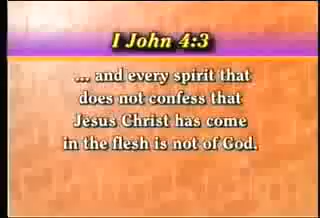 I John 4:3
... and every spirit that
does not confess that
Jesus Christ has come
in the flesh is not of God.